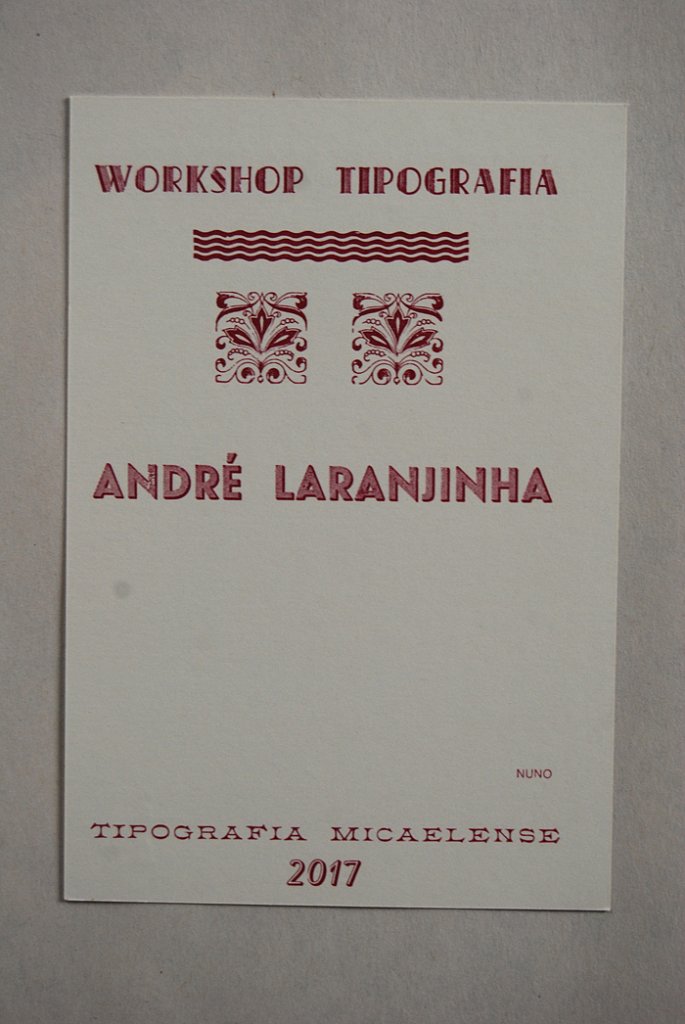 WORKSHOP TIPOGRAFIA
ANDRÉ LARANJINHA
NUNO
TIPOGRAFIA MICAELENSE
2017